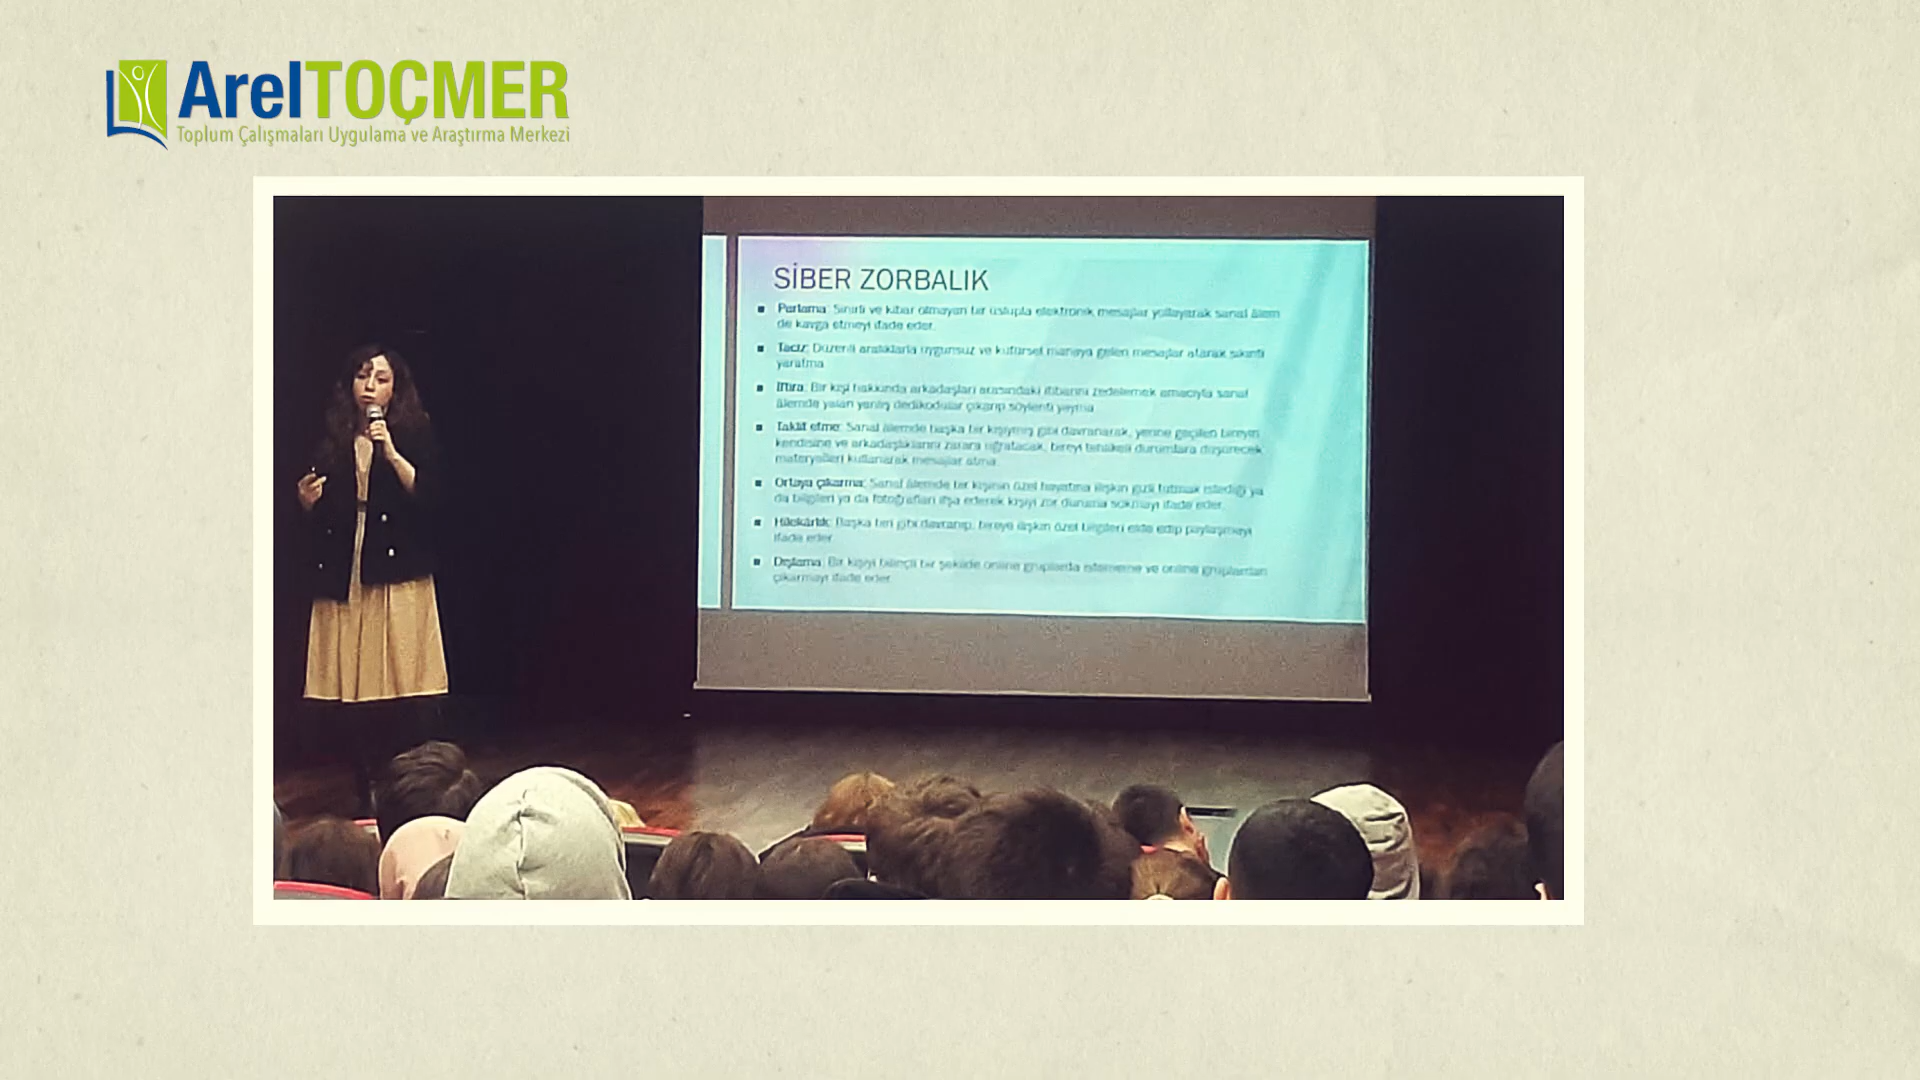 ArelTOÇMER
Toplum Çalışmaları Uygulama ve Araştırma Merkezi
SİBER ZORBALIK
▪ Parlama: Sinirli ve kibar olmayan bir üslupla elektronik mesajlar yollayarak sanal âlem
de kavga etmeyi ifade eder.
▪ Taciz: Düzenli aralıklarla uygunsuz ve küfürsel manaya gelen mesajlar atarak sıkıntı
yaratma
▪ İftira: Bir kişi hakkında arkadaşları arasındaki itibarını zedelemek amacıyla sanal
âlemde yalan yanlış dedikodular çıkarıp söylenti yayma
▪ Taklit etme: Sanal âlemde başka bir kişiymiş gibi davranarak, yerine geçilen bireyin
kendisine ve arkadaşlıklarını zarara uğratacak, bireyi tehlikeli durumlara düşürecek
materyalleri kullanarak mesajlar atma
▪ Ortaya çıkarma: Sanal âlemde bir kişinin özel hayatına ilişkin gizli tutmak istediği ya
da bilgileri ya da fotoğrafları ifşa ederek kişiyi zor duruma sokmayı ifade eder.
▪ Hilekârlık: Başka biri gibi davranıp, bireye ilişkin özel bilgileri elde edip paylaşmayı
ifade eder
▪ Dışlama: Bir kişiyi bilinçli bir şekilde online gruplarda istememe ve online gruplardan
çıkarmayı ifade eder